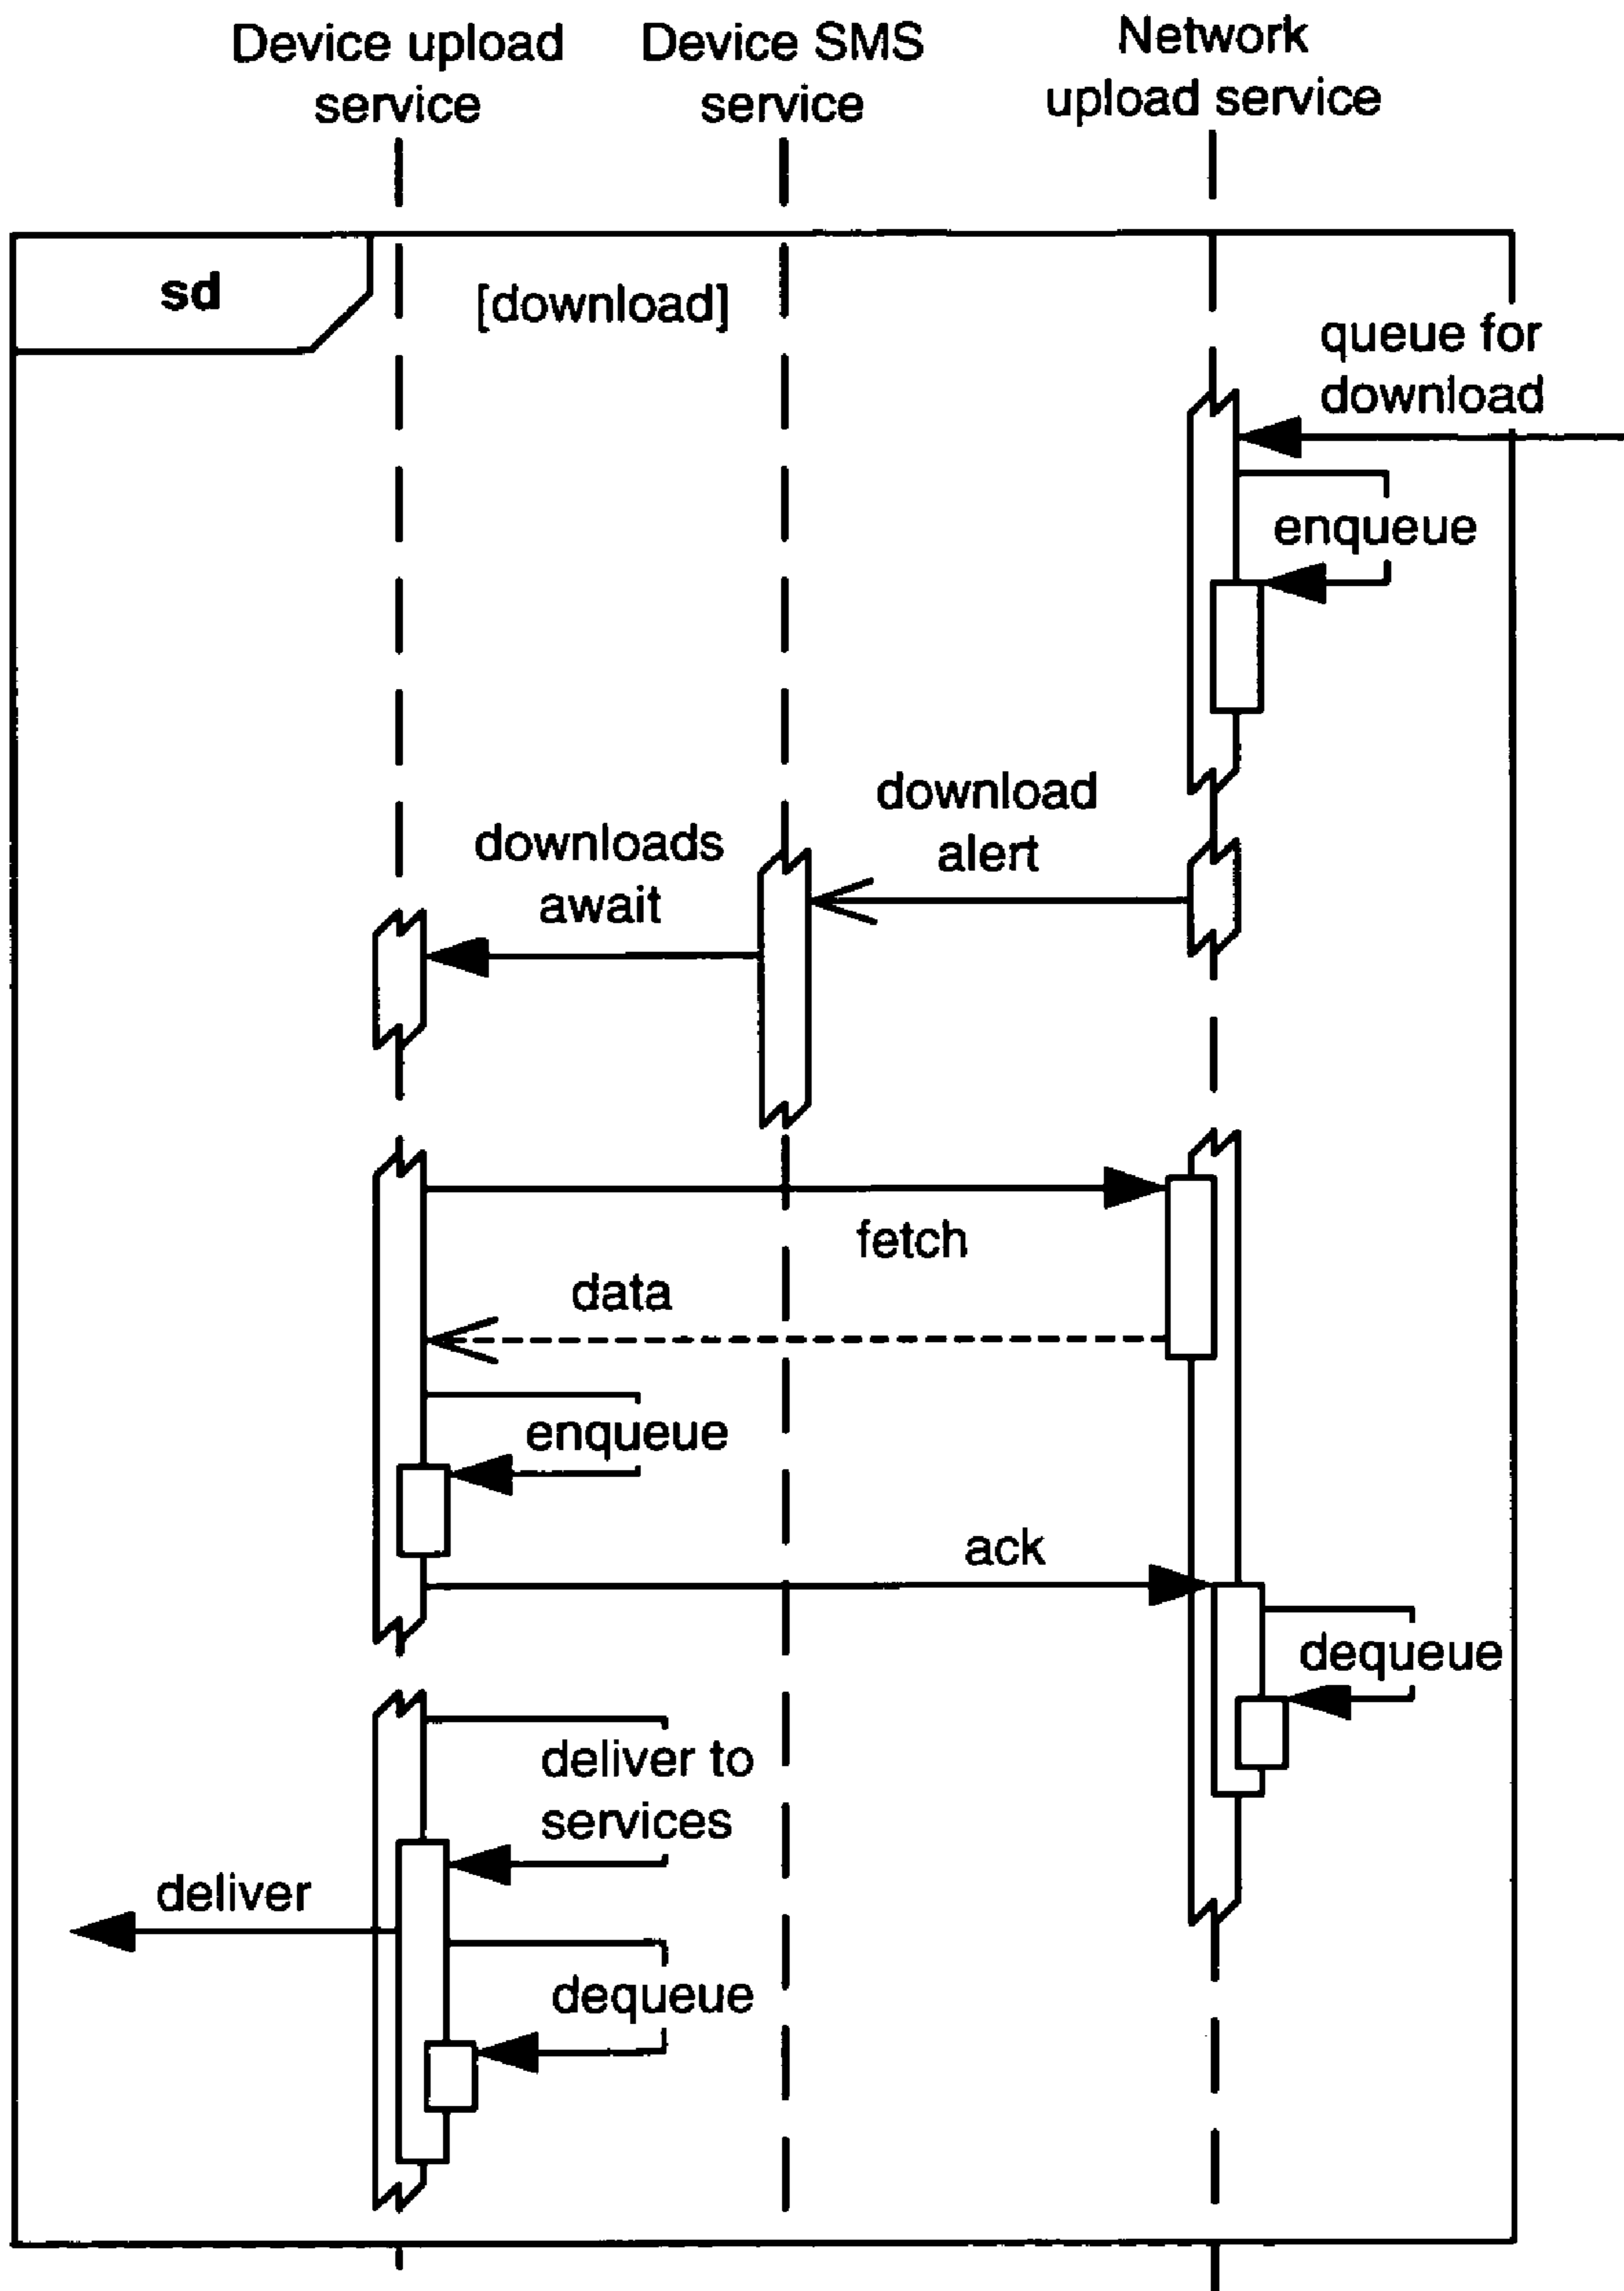 Device upload
service
Device SMS
service
Network
upload service
sd
[download]
queue for
download
enqueue
download
alert
downloads
await
fetch
data
enqueue
ack
dequeue
deliver to
services
deliver
dequeue